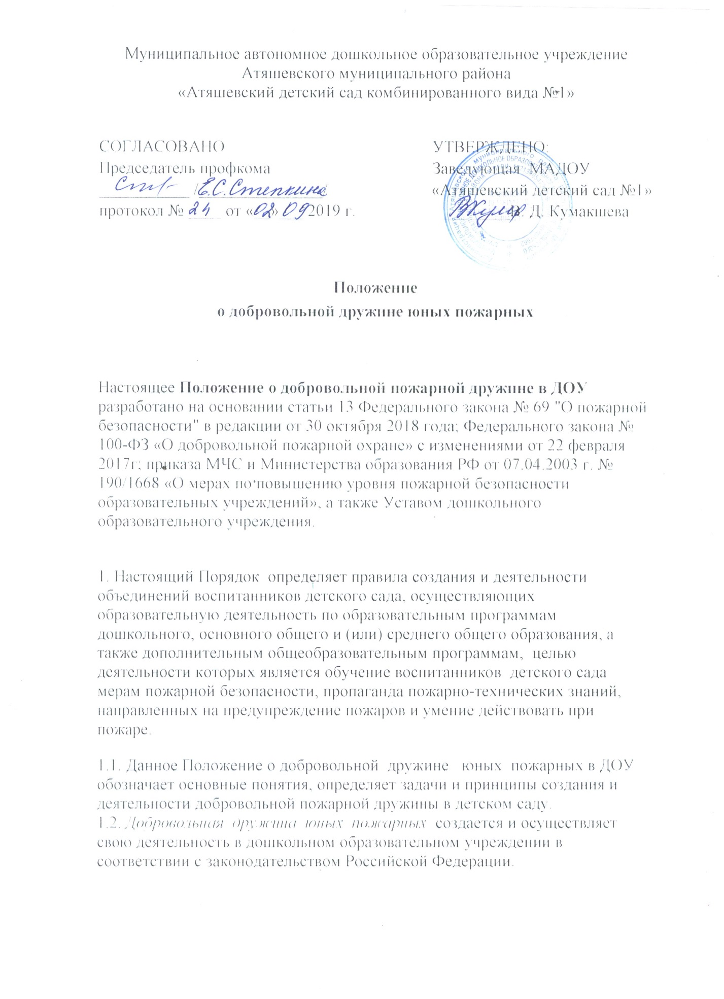 Муниципальное автономное дошкольное образовательное учреждение
Атяшевского муниципального района
«Атяшевский детский сад комбинированного вида №1»
СОГЛАСОВАНО
Председатель профкома
/Е.С.Степкина/
протокол № 24 от «02» 09 2019 г.
УТВЕРЖДЕНО:
Заведующая МАДОУ
«Атяшевский детский сад №1»
В. Д. Кумакшева
Положение
о добровольной дружине юных пожарных
Настоящее Положение о добровольной пожарной дружине в ДОУ
разработано на основании статьи 13 Федерального закона № 69 "О пожарной
безопасности" в редакции от 30 октября 2018 года; Федерального закона №
100-ФЗ «О добровольной пожарной охране» с изменениями от 22 февраля
2017г; приказа МЧС и Министерства образования РФ от 07.04.2003 г. №
190/1668 «О мерах по повышению уровня пожарной безопасности
образовательных учреждений», а также Уставом дошкольного
образовательного учреждения.
1. Настоящий Порядок определяет правила создания и деятельности
объединений воспитанников детского сада, осуществляющих
образовательную деятельность по образовательным программам
дошкольного, основного общего и (или) среднего общего образования, а
также дополнительным общеобразовательным программам, целью
деятельности которых является обучение воспитанников детского сада
мерам пожарной безопасности, пропаганда пожарно-технических знаний,
направленных на предупреждение пожаров и умение действовать при
пожаре.
1.1. Данное Положение о добровольной дружине юных пожарных в ДОУ
обозначает основные понятия, определяет задачи и принципы создания и
деятельности добровольной пожарной дружины в детском саду.
1.2. Добровольная дружина юных пожарных создается и осуществляет
свою деятельность в дошкольном образовательном учреждении в
соответствии с законодательством Российской Федерации.